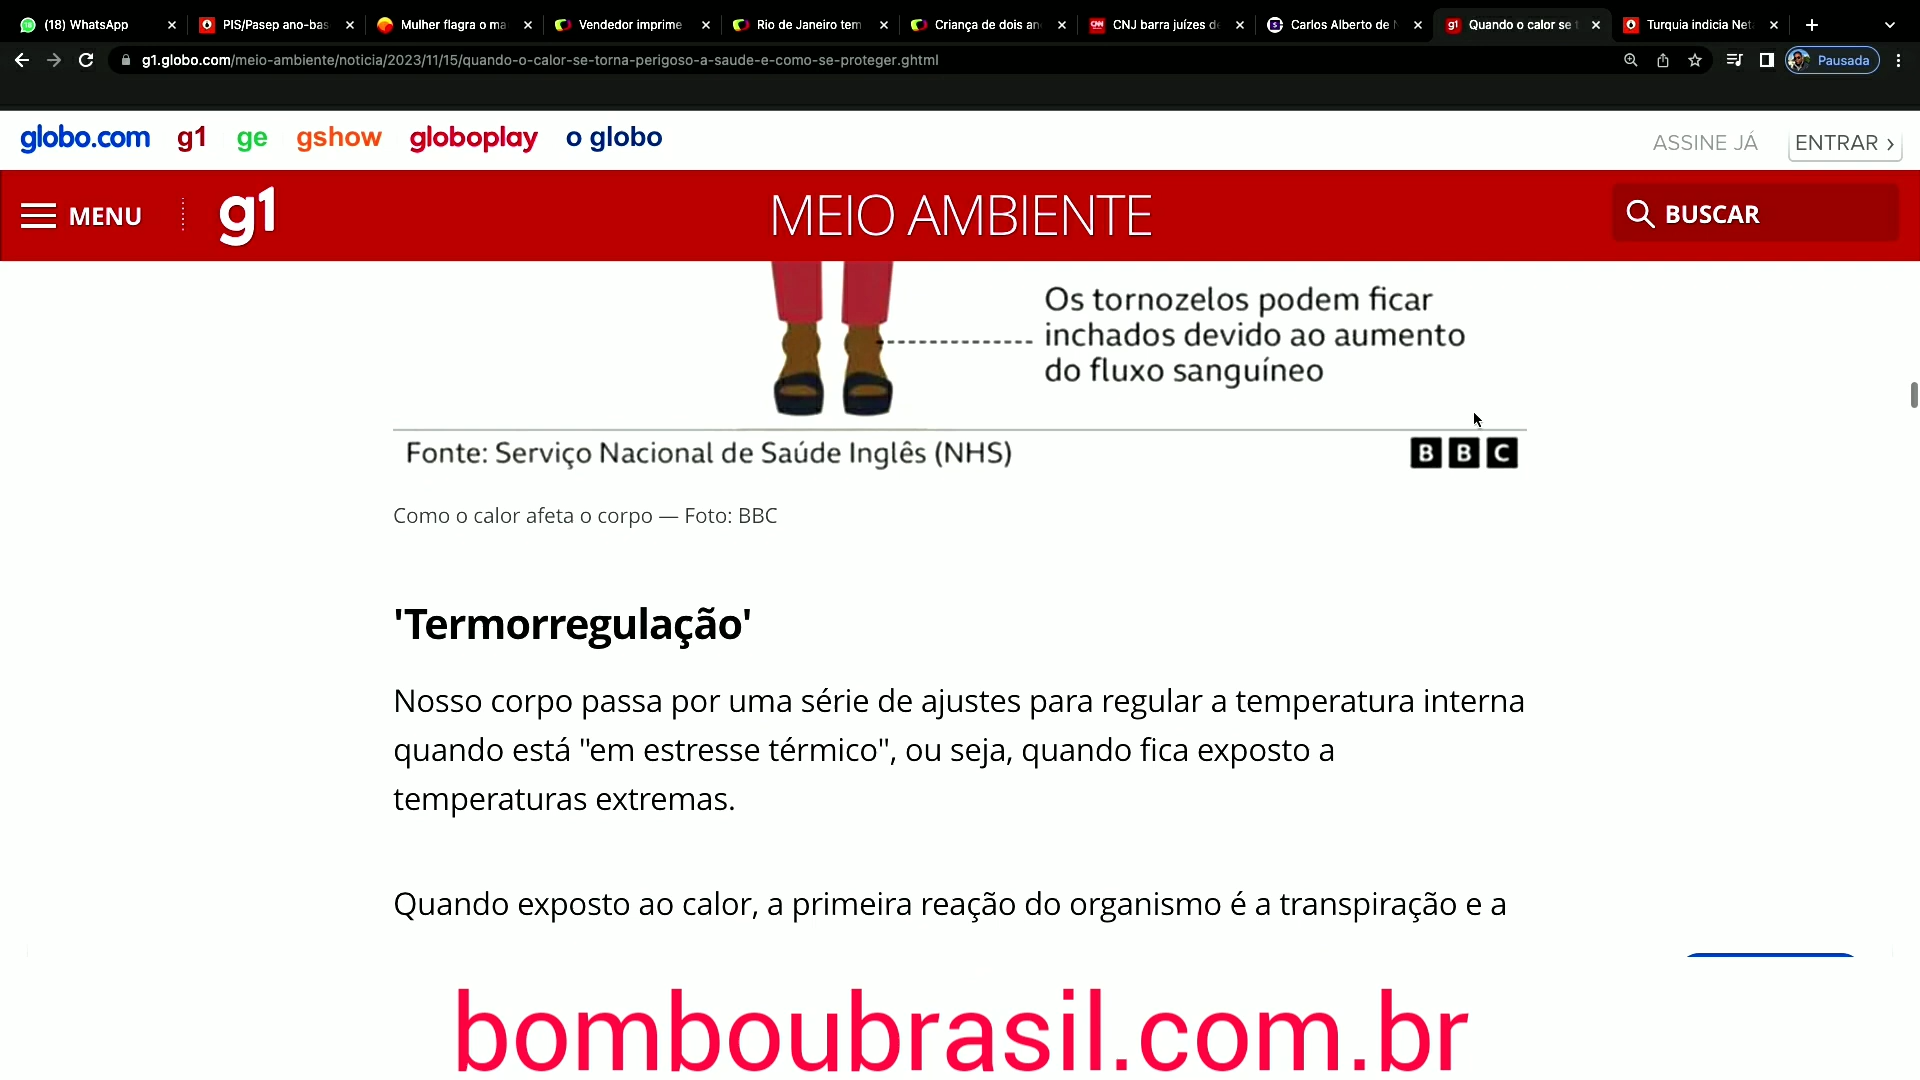 (18) WhatsApp
PIS/Pasep ano-bas
Mulher flagra o ma
Vendedor imprime
Rio de Janeiro tem
Criança de dois an
CNJ barra juízes d
Carlos Alberto de N
Quando o calor se t
Turquia indicia Net
g1.globo.com/meio-ambiente/noticia/2023/11/15/quando-o-calor-se-torna-perigoso-a-saude-e-como-se-proteger.ghtml
Pausada
globo.com g1 ge gshow globoplay o globo
ASSINE JÁ
ENTRAR
MENU
g1
MEIO AMBIENTE
BUSCAR
Os tornozelos podem ficar
inchados devido ao aumento
do fluxo sanguíneo
Fonte: Serviço Nacional de Saúde Inglês (NHS)
BBC
Como o calor afeta o corpo — Foto: BBC
'Termorregulação'
Nosso corpo passa por uma série de ajustes para regular a temperatura interna
quando está "em estresse térmico", ou seja, quando fica exposto a
temperaturas extremas.
Quando exposto ao calor, a primeira reação do organismo é a transpiração e a
bomboubrasil.com.br